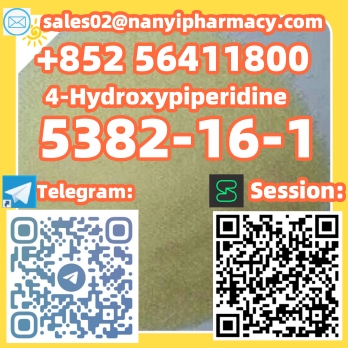 sales02@nanyipharmacy.com
+852 56411800
4-Hydroxypiperidine
5382-16-1
Telegram:
Session: